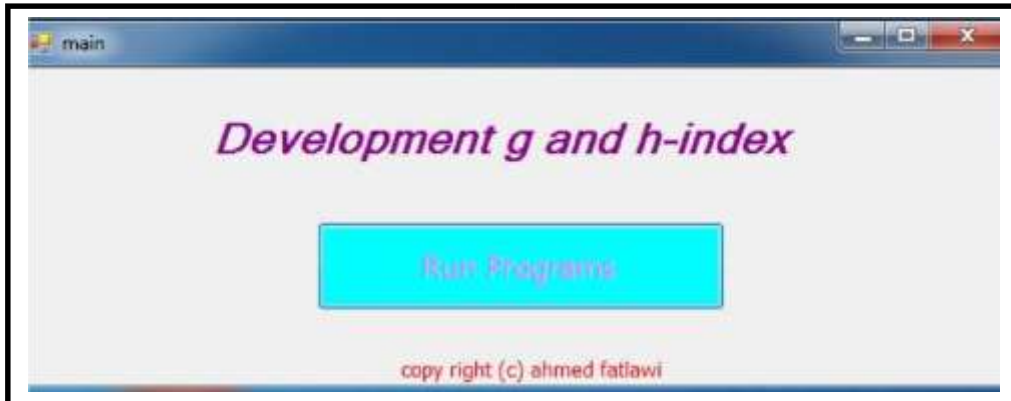 main
Development g and h-index
Run Programs
copy right (c) ahmed fatlawi